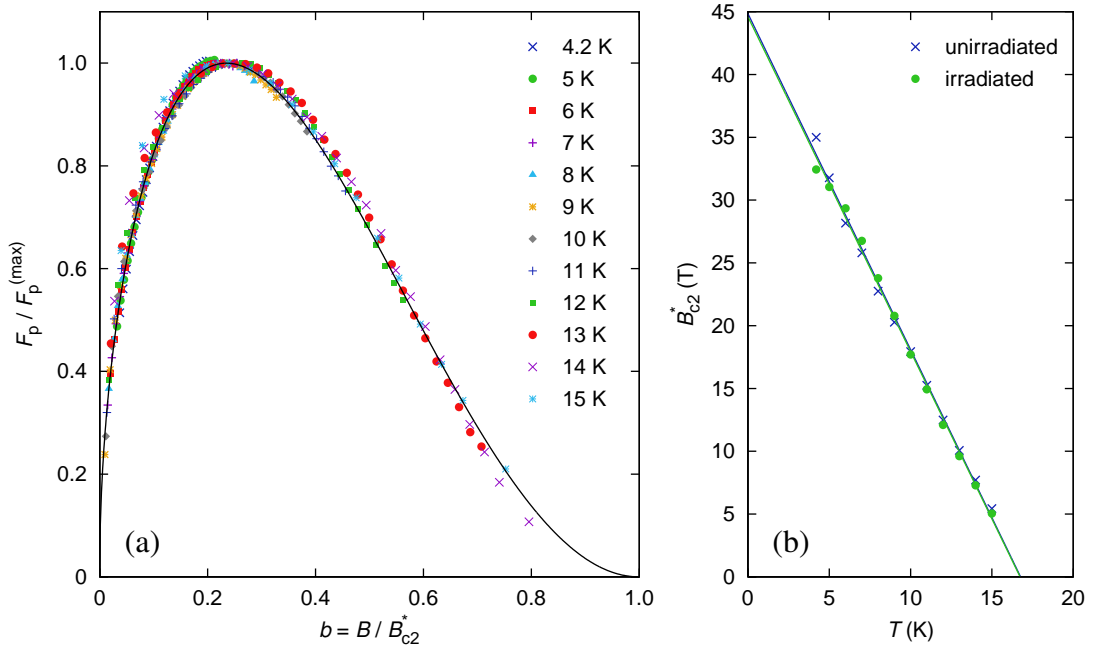 F_p / F_p^(max)
1.0
0.8
0.6
0.4
0.2
0
0 0.2 0.4 0.6 0.8 1.0
b = B / B_c2^*
(a)
4.2 K
5 K
6 K
7 K
8 K
9 K
10 K
11 K
12 K
13 K
14 K
15 K
B_c2^* (T)
45
40
35
30
25
20
15
10
5
0
0 5 10 15 20
T (K)
(b)
unirradiated
irradiated